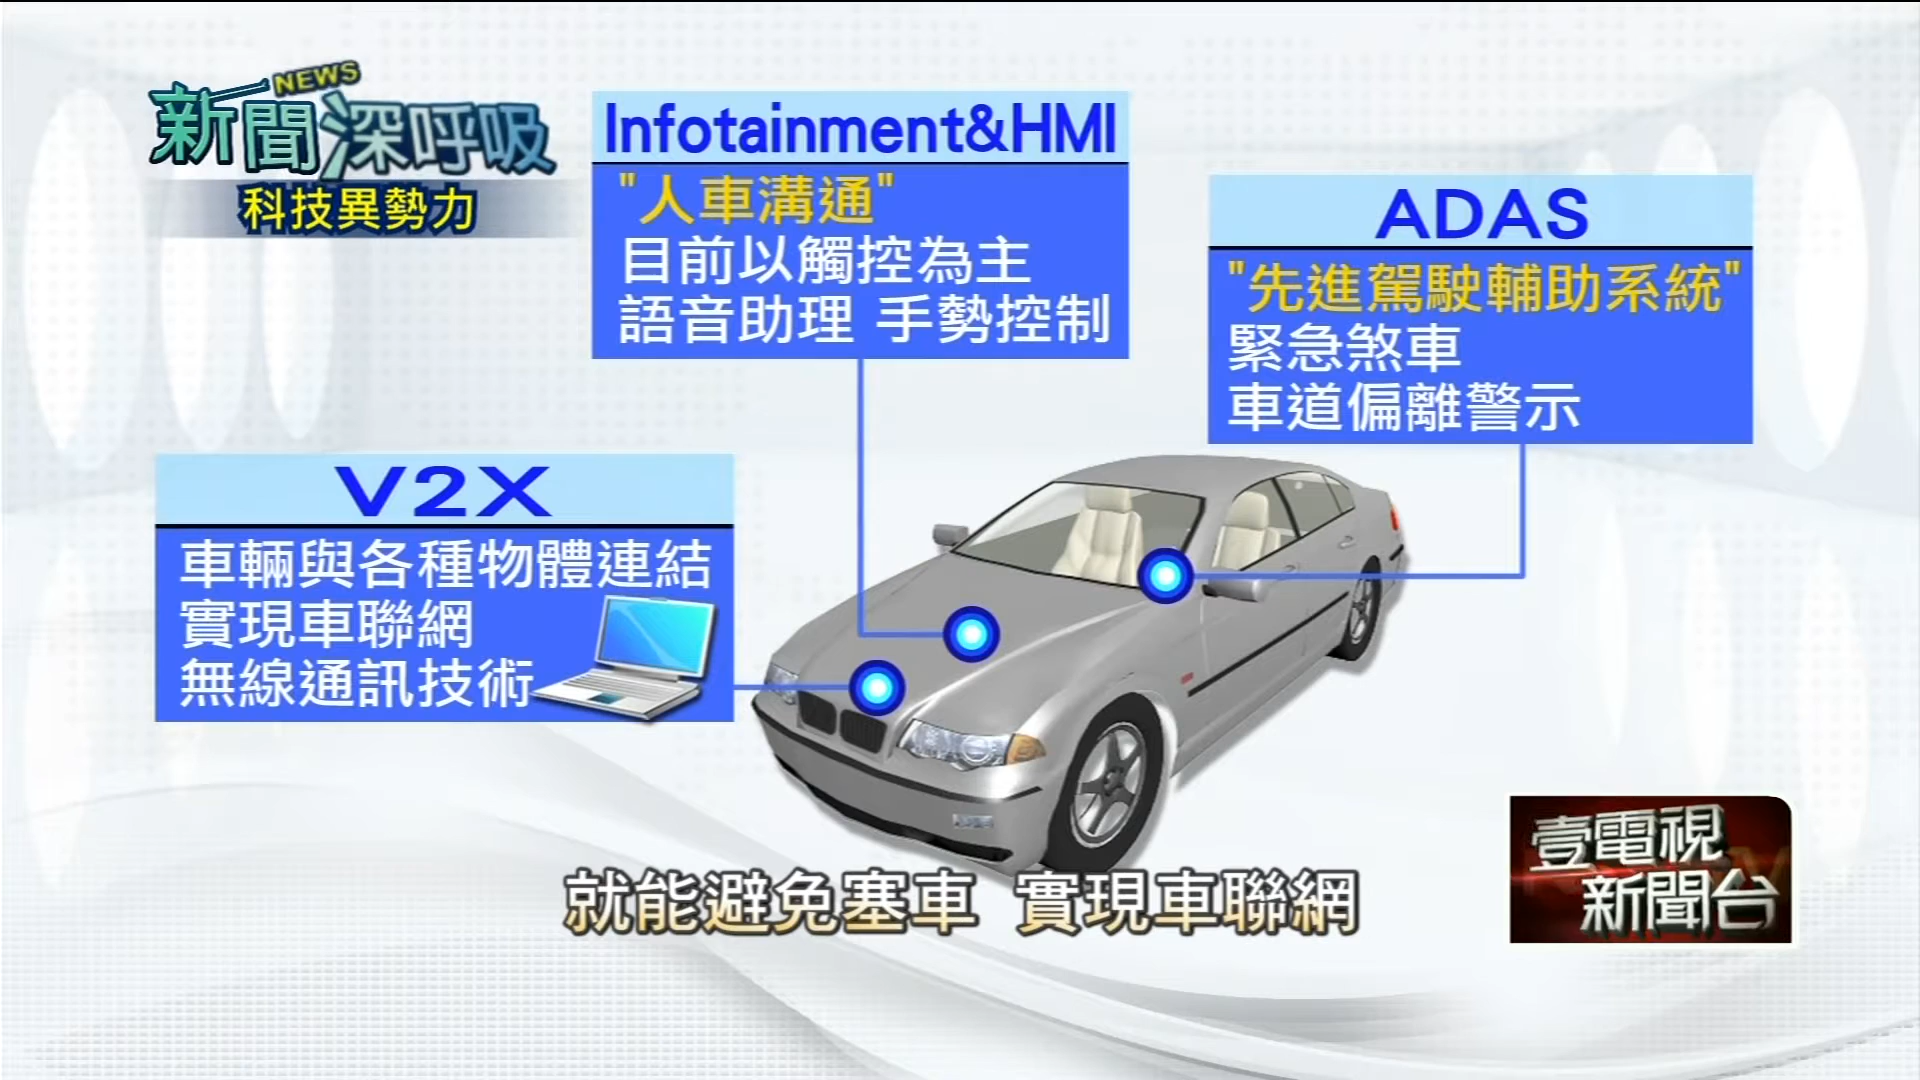 NEWS
新聞深呼吸
科技異勢力
Infotainment&HMI
"人車溝通"
目前以觸控為主
語音助理 手勢控制
ADAS
"先進駕駛輔助系統"
緊急煞車
車道偏離警示
V2X
車輛與各種物體連結
實現車聯網
無線通訊技術
就能避免塞車 實現車聯網
壹電視
新聞台